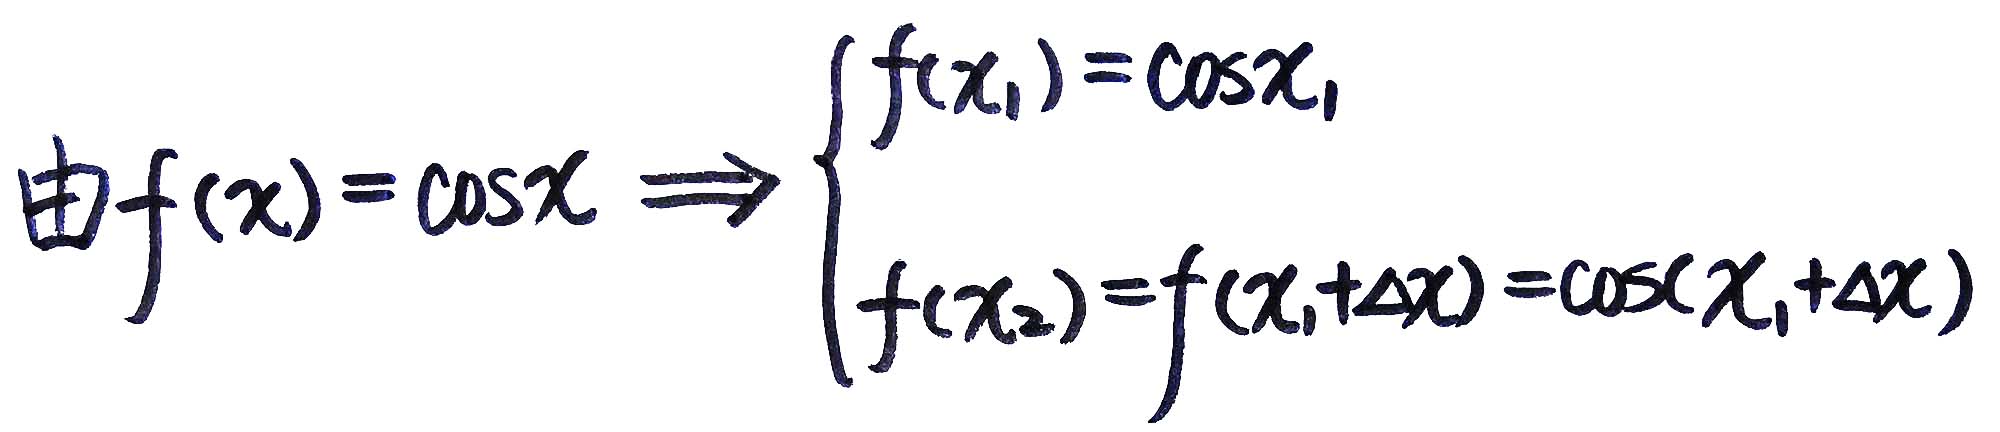 由f(x)=cosx⟹{f(x₁)=cosx₁
f(x₂)=f(x₁+Δx)=cos(x₁+Δx)